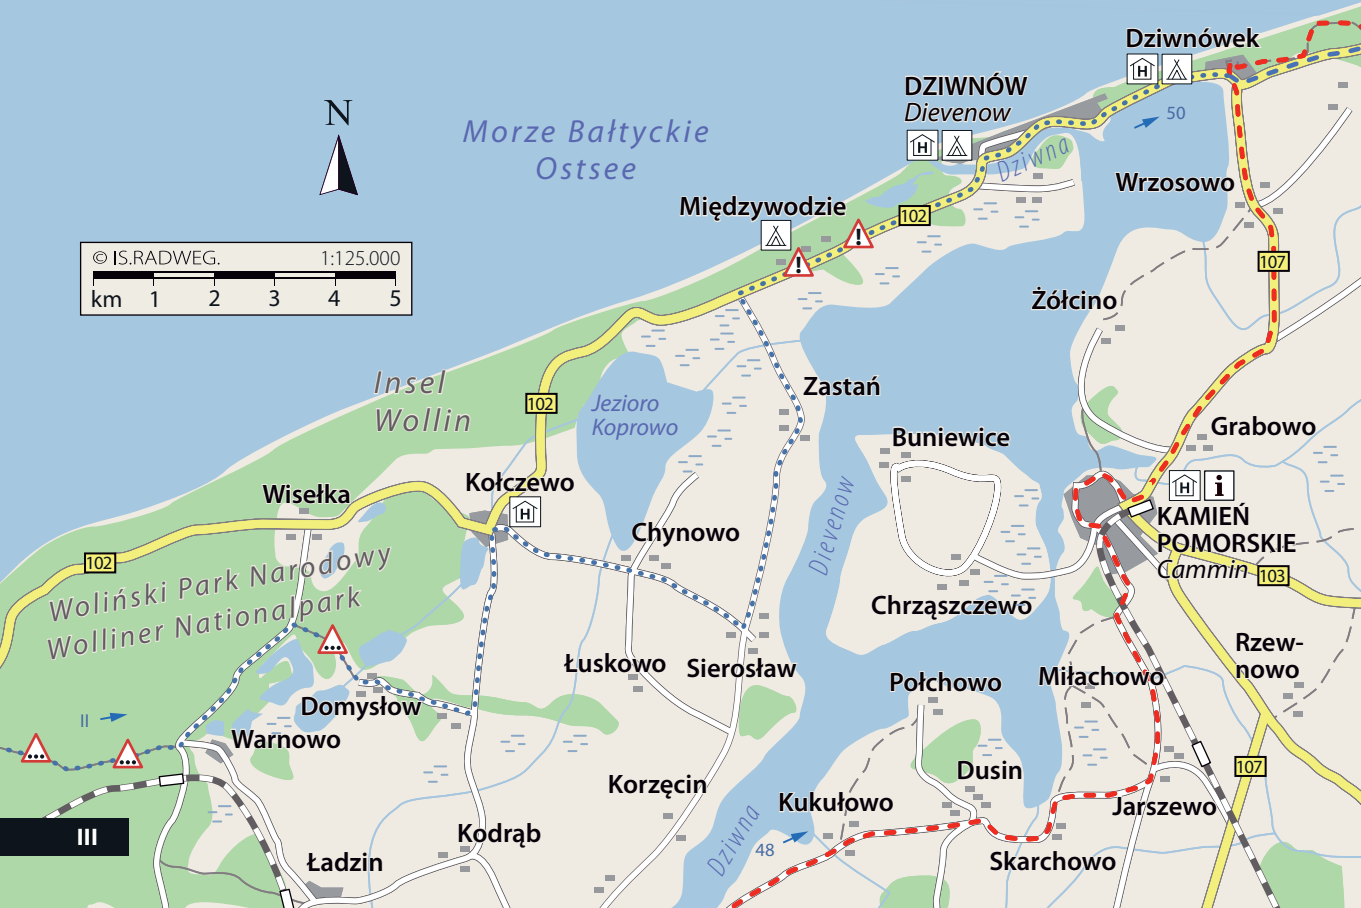 Dziwnówek
H
DZIWNÓW
Dievenow
H
N
Morze Bałtyckie
Ostsee
50
Dziwna
Wrzosowo
Międzywodzie
102
!
!
107
© IS.RADWEG.
1:125.000
km 1 2 3 4 5
Żółcino
Insel
Wollin
102
Jezioro
Koprowo
Zastań
Buniewice
Grabowo
Wisełka
Kołczewo
H
Dievenow
H i
KAMIEŃ
POMORSKIE
Cammin
103
Chynowo
102
Woliński Park Narodowy
Wolliner Nationalpark
Chrząszczewo
...
Łuskowo
Sierosław
Rzew-
nowo
Domysłow
Połchowo
Miłachowo
II
Warnowo
...
...
107
Korzęcin
Dusin
Kukułowo
Jarszewo
III
Kodrąb
Dziwna
48
Ładzin
Skarchowo